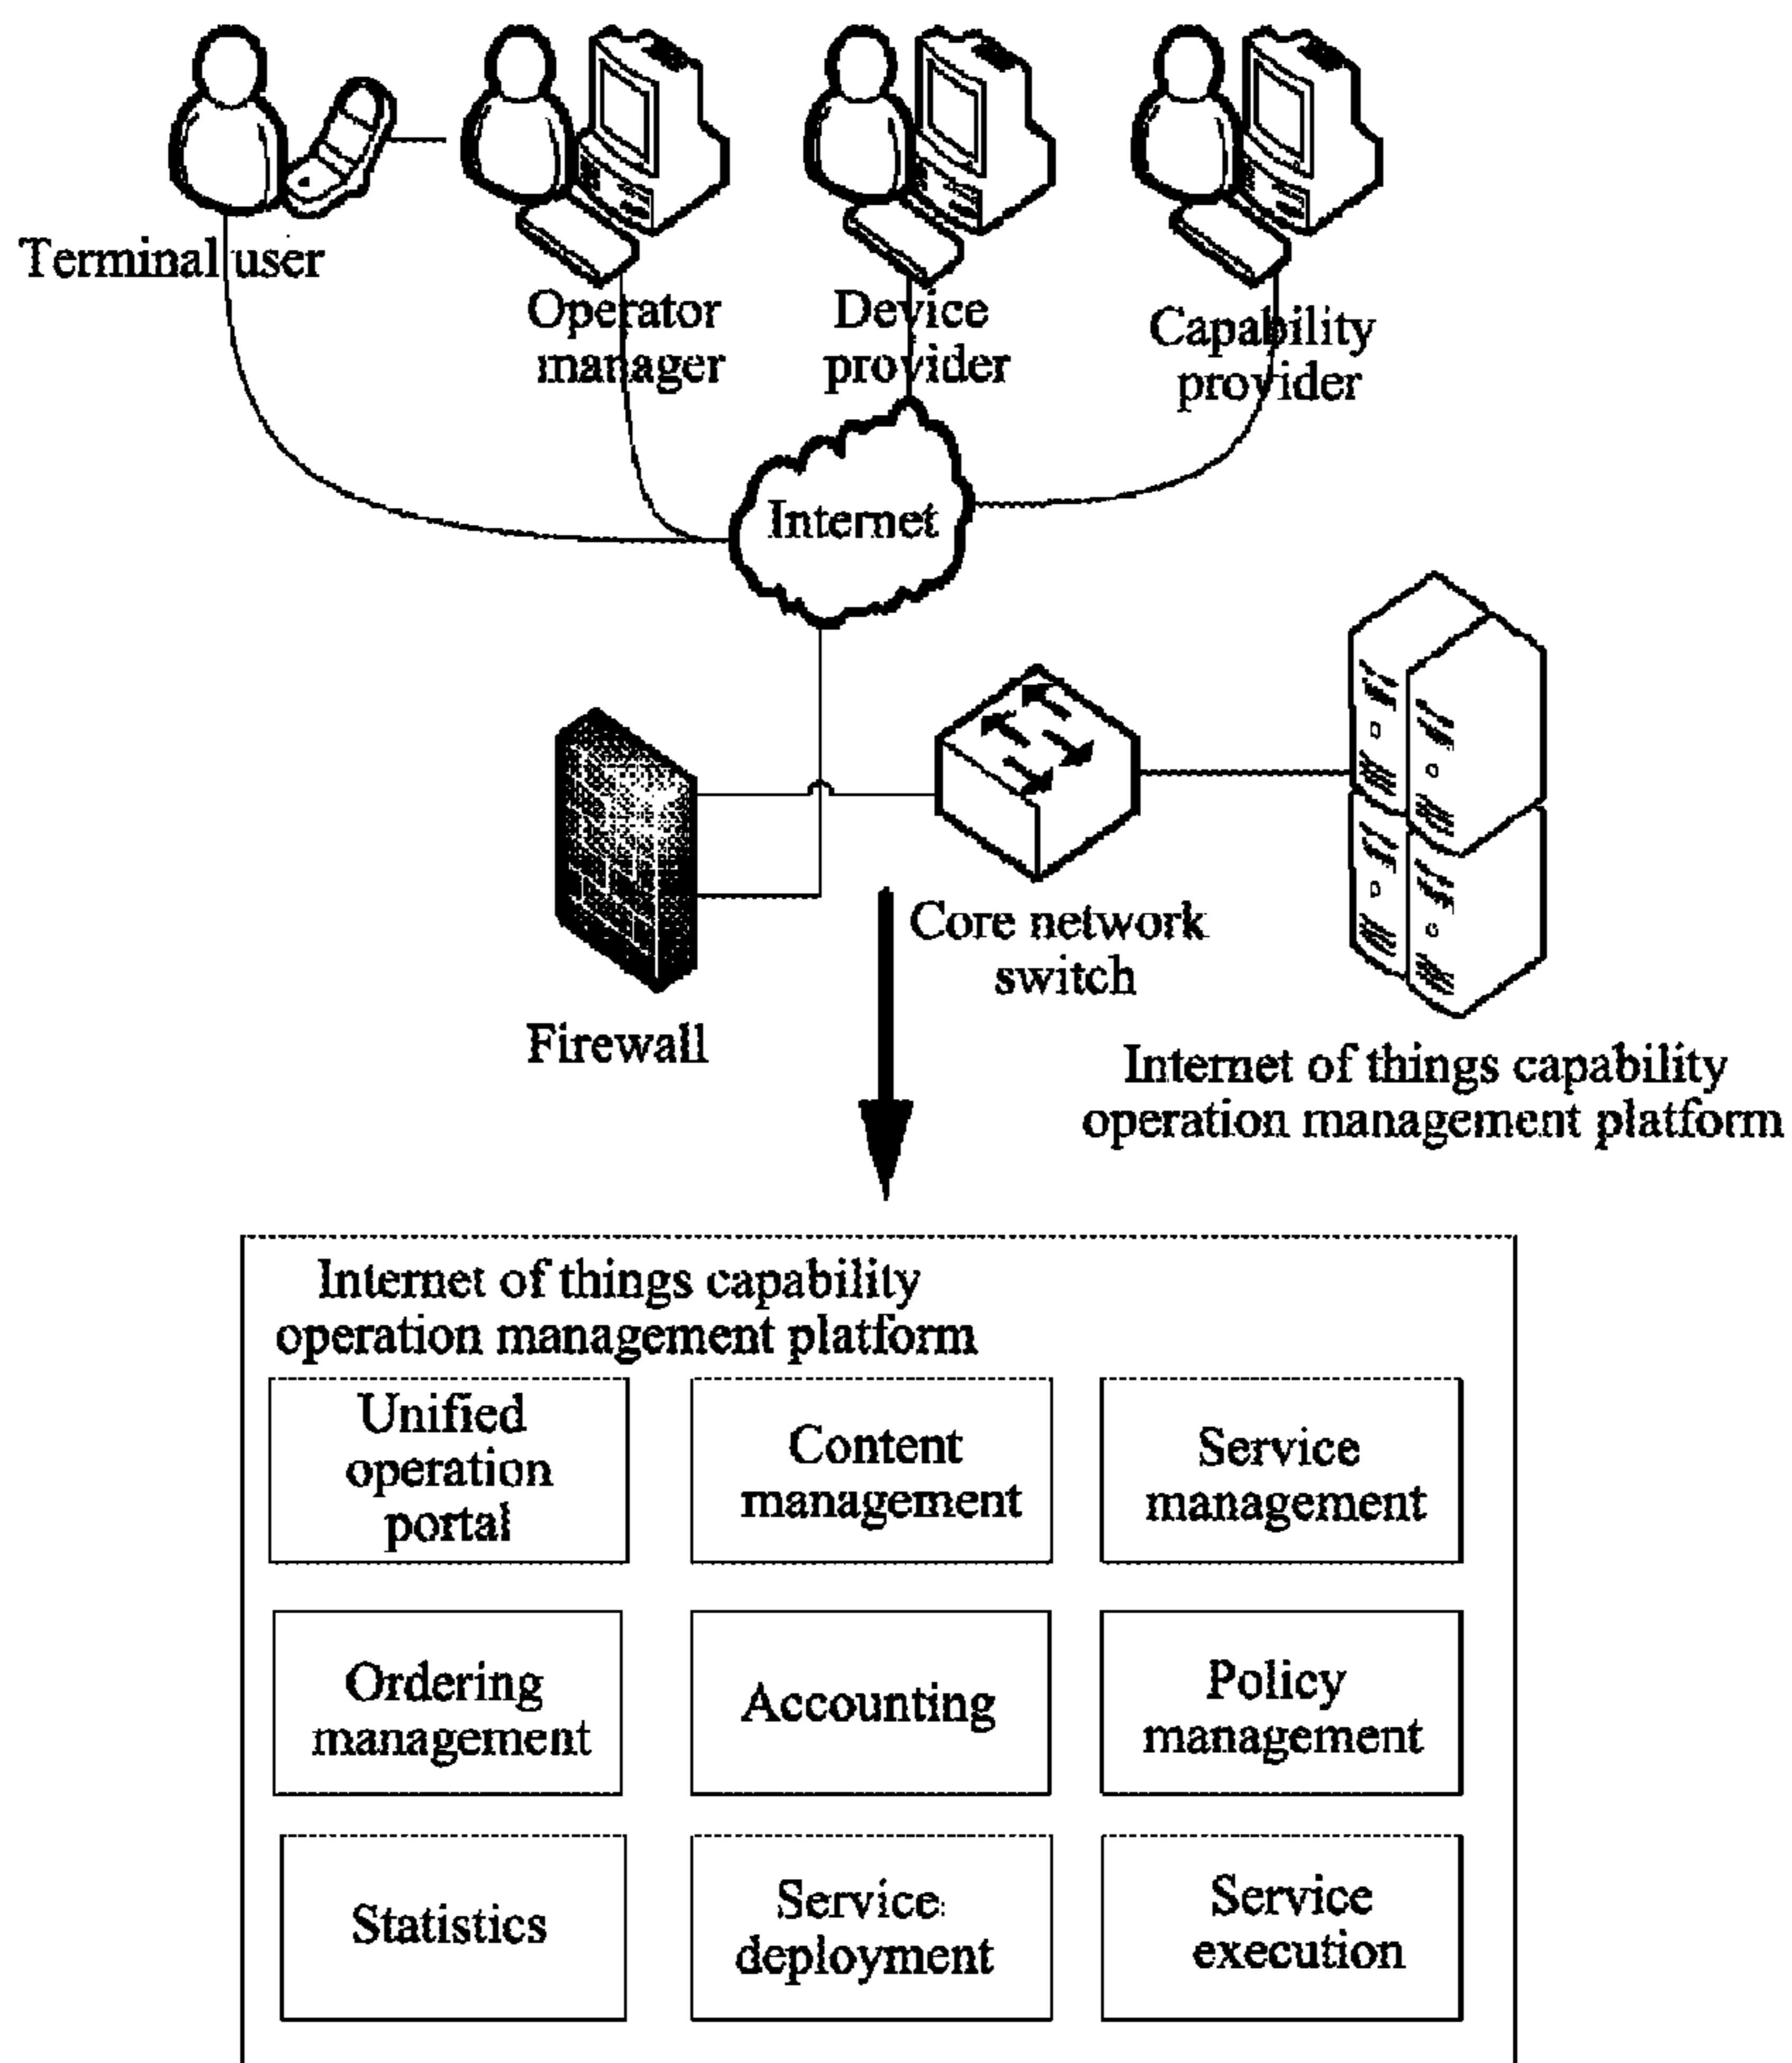 Terminal user
Operator
manager
Device
provider
Capability
provider
Internet
Core network
switch
Firewall
Internet of things capability
operation management platform
Internet of things capability
operation management platform
Unified
operation
portal
Content
management
Service
management
Ordering
management
Accounting
Policy
management
Statistics
Service
deployment
Service
execution